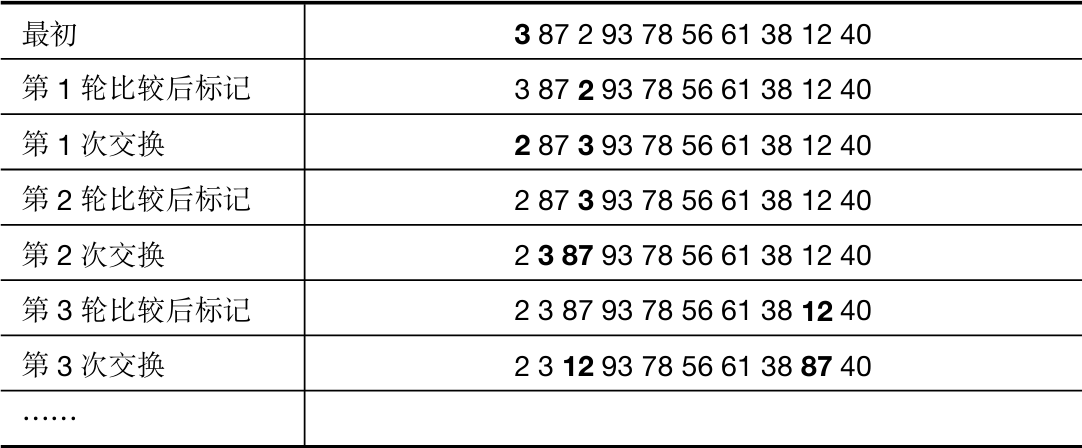 最初 3 87 2 93 78 56 61 38 12 40
第 1 轮比较后标记 3 87 2 93 78 56 61 38 12 40
第 1 次交换 2 87 3 93 78 56 61 38 12 40
第 2 轮比较后标记 2 87 3 93 78 56 61 38 12 40
第 2 次交换 2 3 87 93 78 56 61 38 12 40
第 3 轮比较后标记 2 3 87 93 78 56 61 38 12 40
第 3 次交换 2 3 12 93 78 56 61 38 87 40
……